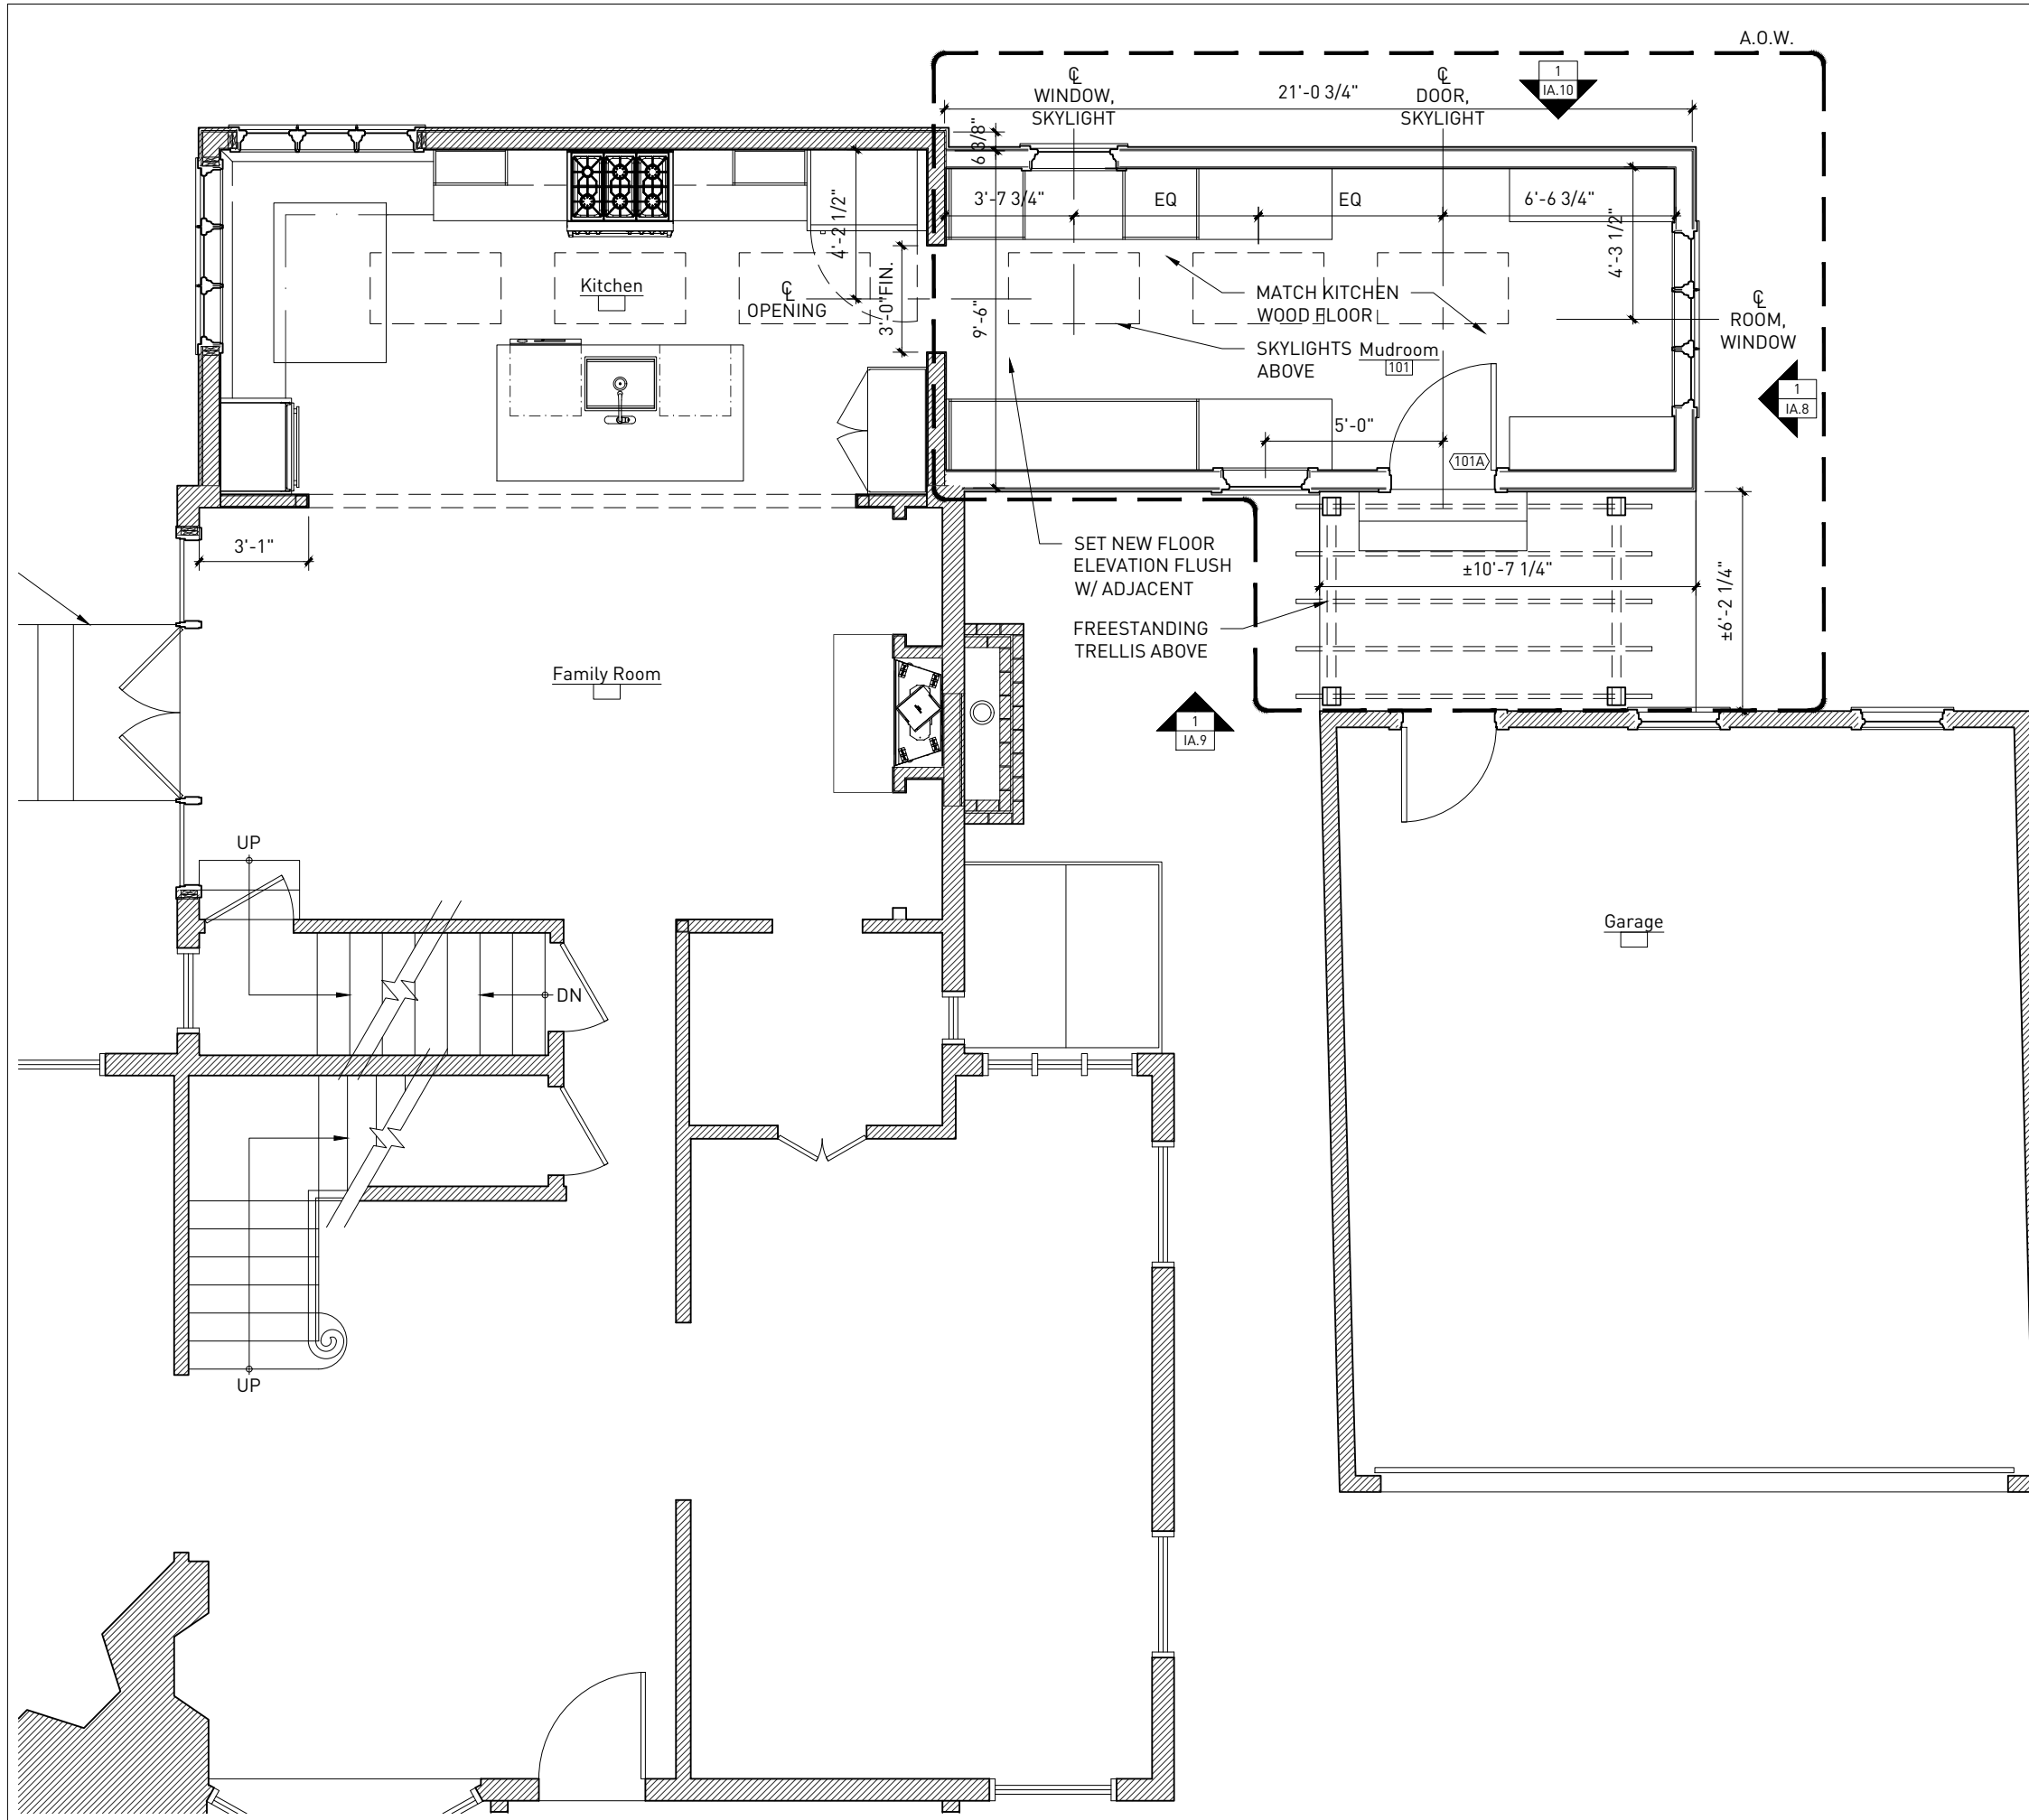 A.O.W.
℄
WINDOW,
SKYLIGHT
21'-0 3/4"
℄
DOOR,
SKYLIGHT
1
IA.10
6 3/8"
3'-7 3/4"
EQ
EQ
6'-6 3/4"
4'-2 1/2"
4'-3 1/2"
Kitchen
℄
OPENING
3'-0"FIN.
9'-6"
MATCH KITCHEN
WOOD FLOOR
SKYLIGHTS
ABOVE
Mudroom
101
℄
ROOM,
WINDOW
1
IA.8
5'-0"
101A
3'-1"
SET NEW FLOOR
ELEVATION FLUSH
W/ ADJACENT
±10'-7 1/4"
±6'-2 1/4"
FREESTANDING
TRELLIS ABOVE
Family Room
1
IA.9
UP
Garage
DN
UP